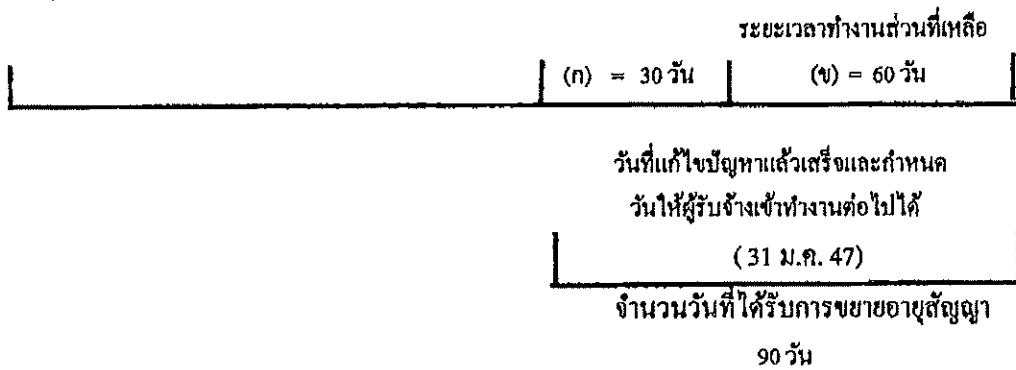 ระยะเวลาทำงานส่วนที่เหลือ
(ก) = 30 วัน (ข) = 60 วัน
วันที่แก้ไขปัญหาแล้วเสร็จและกำหนด
วันให้ผู้รับจ้างเข้าทำงานต่อไปได้
( 31 ม.ค. 47)
จำนวนวันที่ได้รับการขยายอายุสัญญา
90 วัน